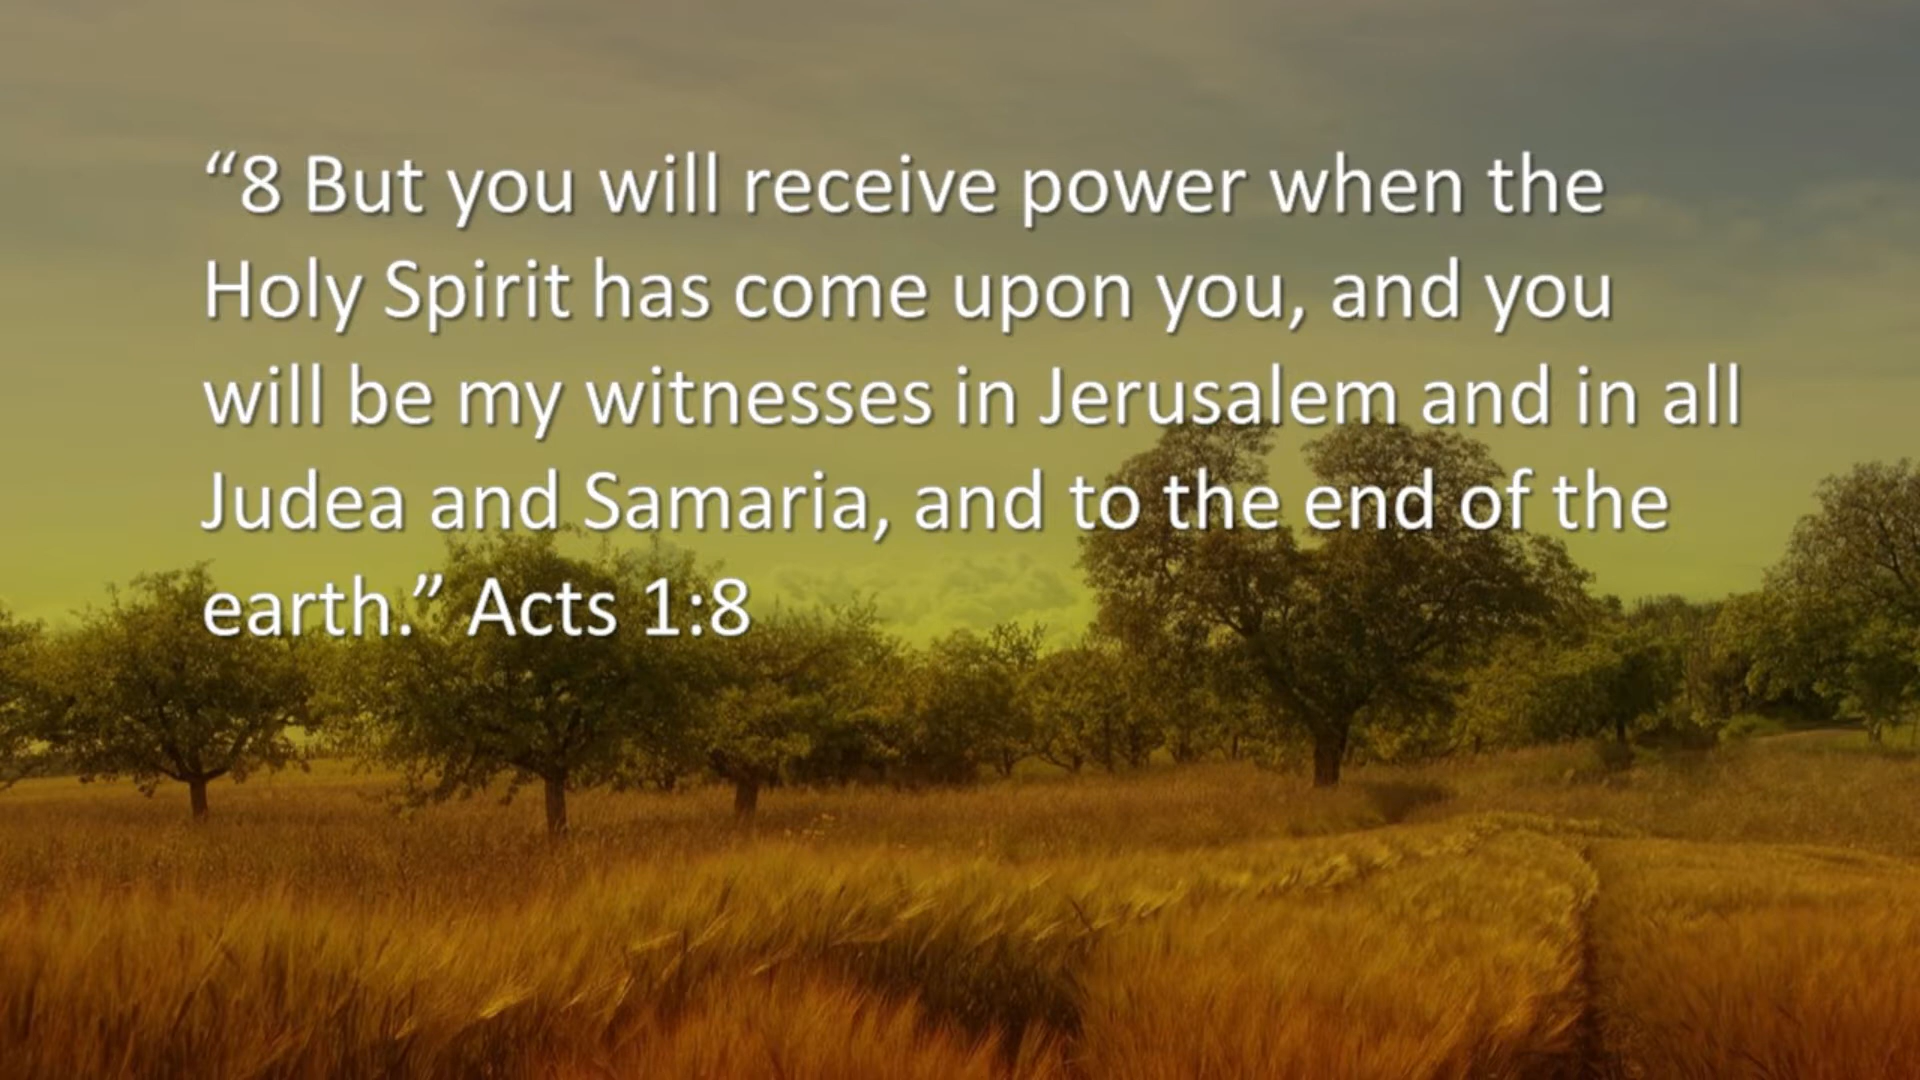 “8 But you will receive power when the
Holy Spirit has come upon you, and you
will be my witnesses in Jerusalem and in all
Judea and Samaria, and to the end of the
earth.” Acts 1:8